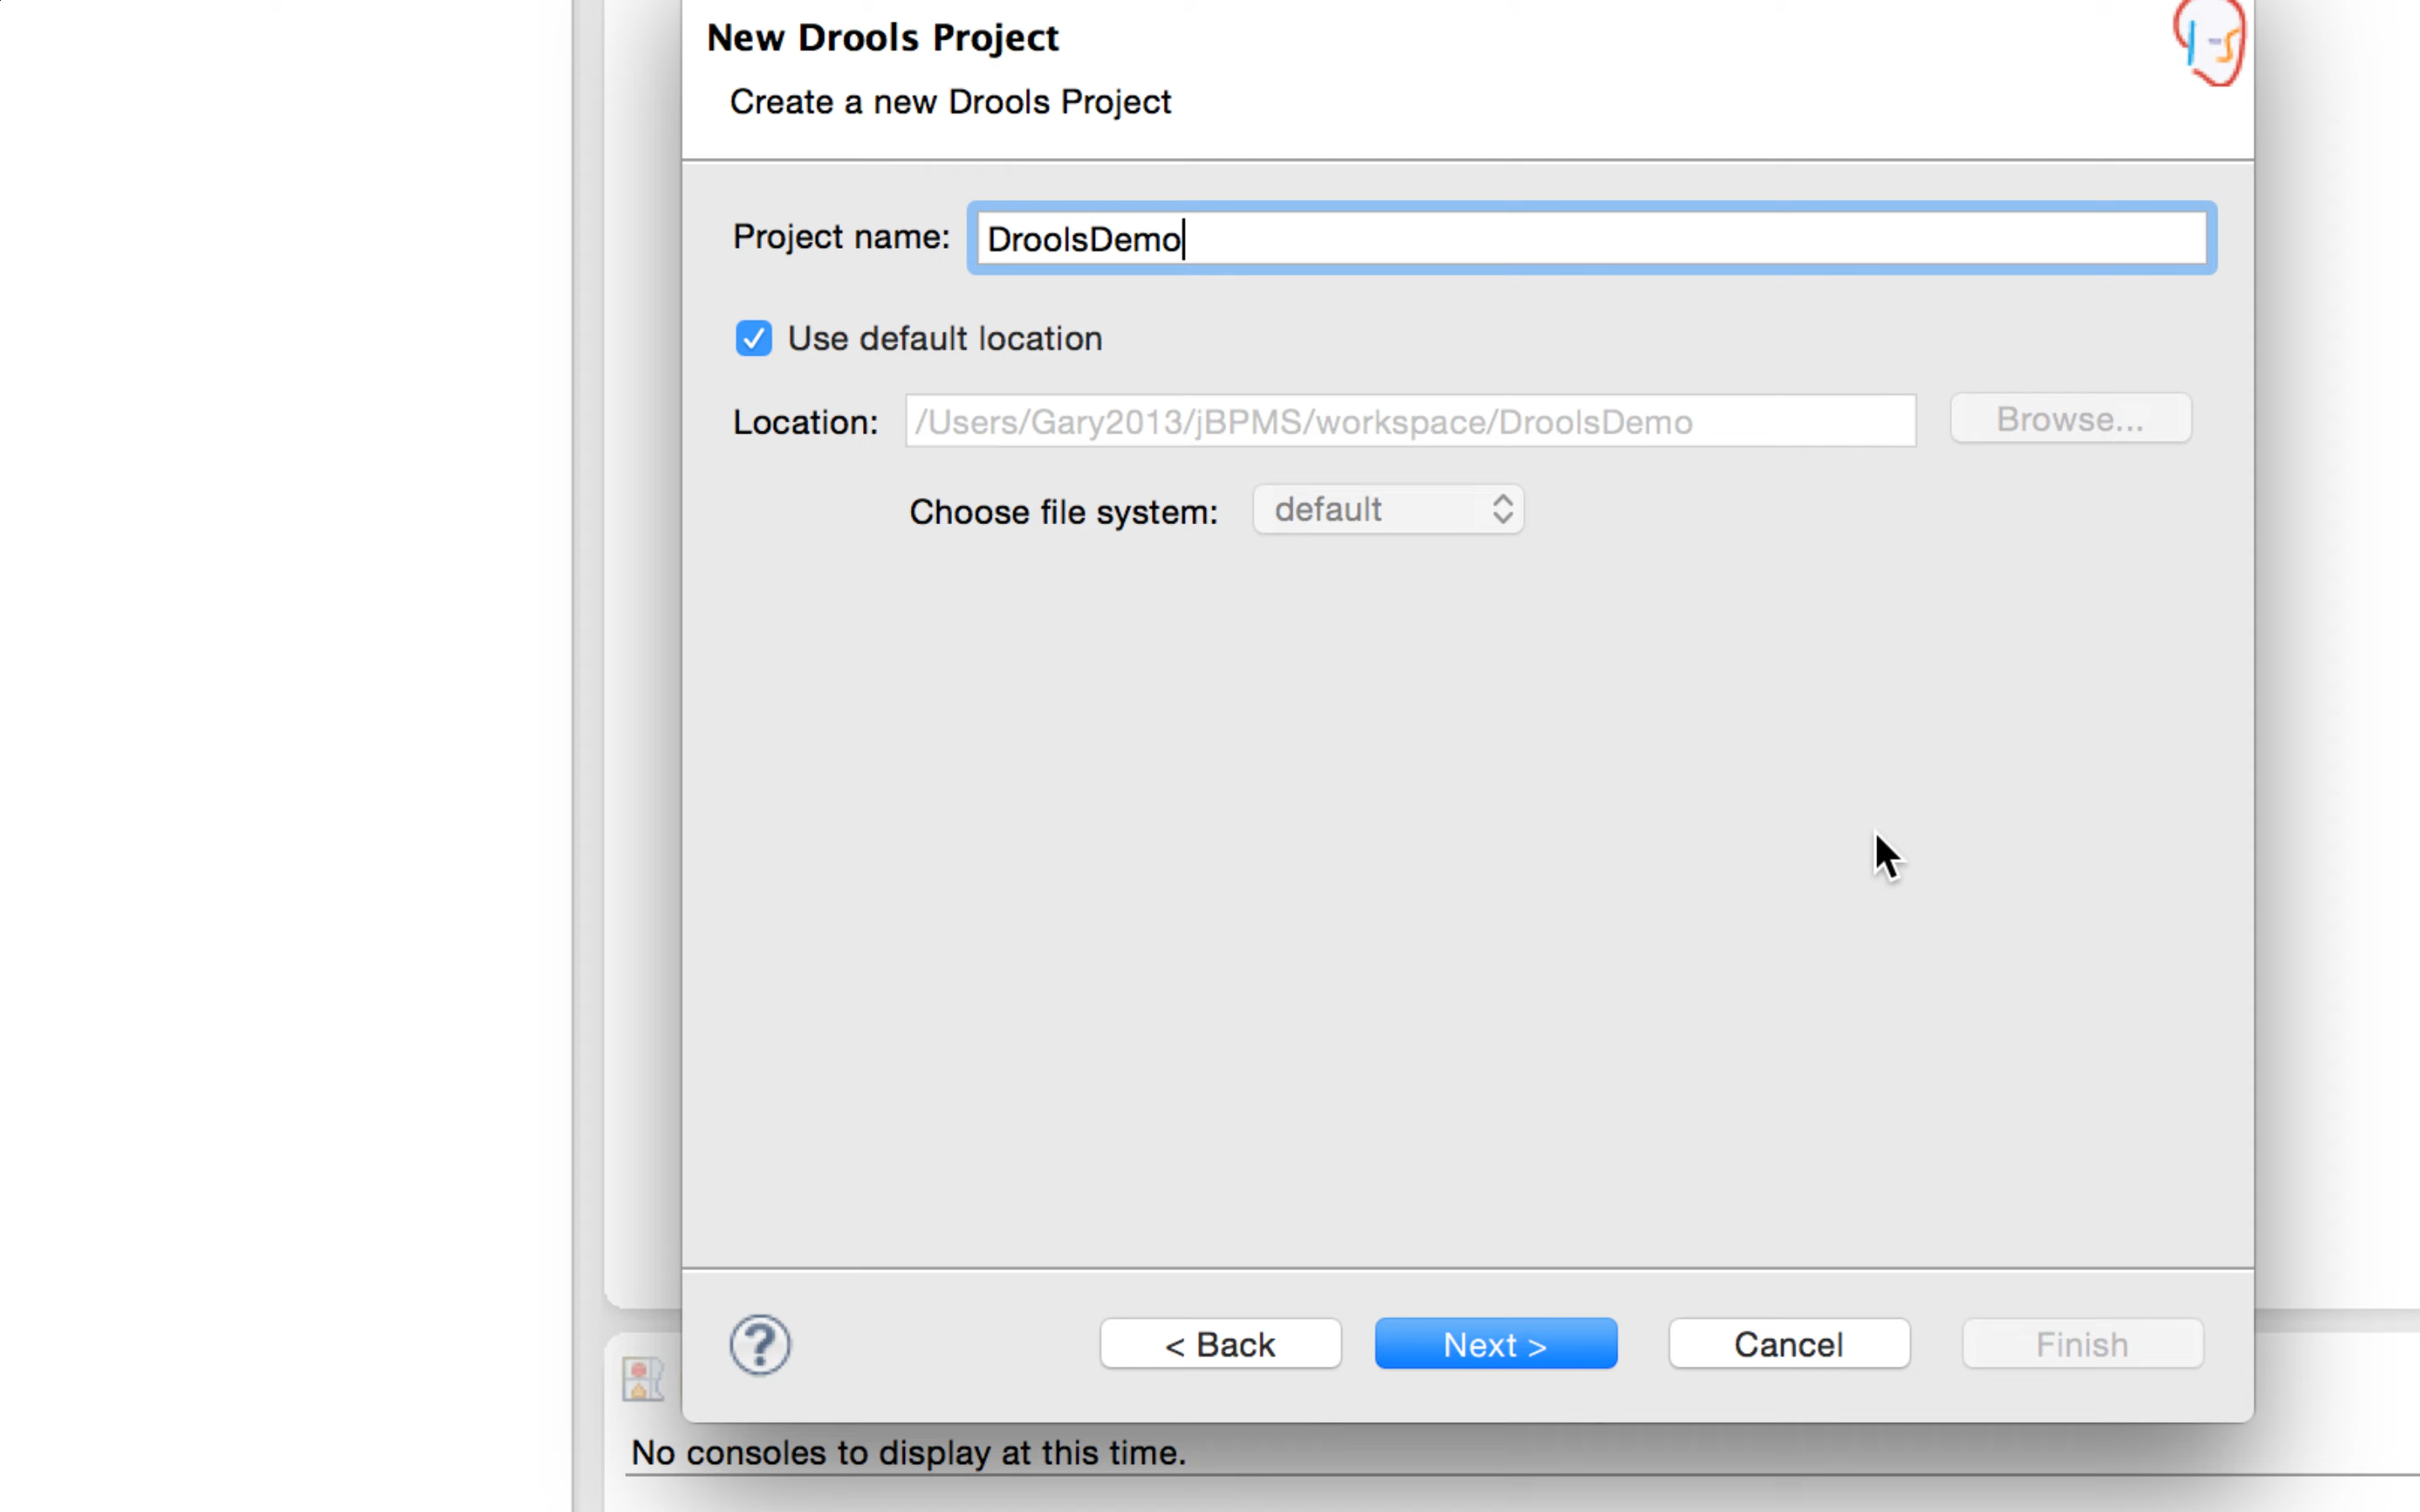 New Drools Project
Create a new Drools Project
Project name: DroolsDemo
Use default location
Location: /Users/Gary2013/jBPMS/workspace/DroolsDemo Browse...
Choose file system: default
? < Back Next > Cancel Finish
No consoles to display at this time.